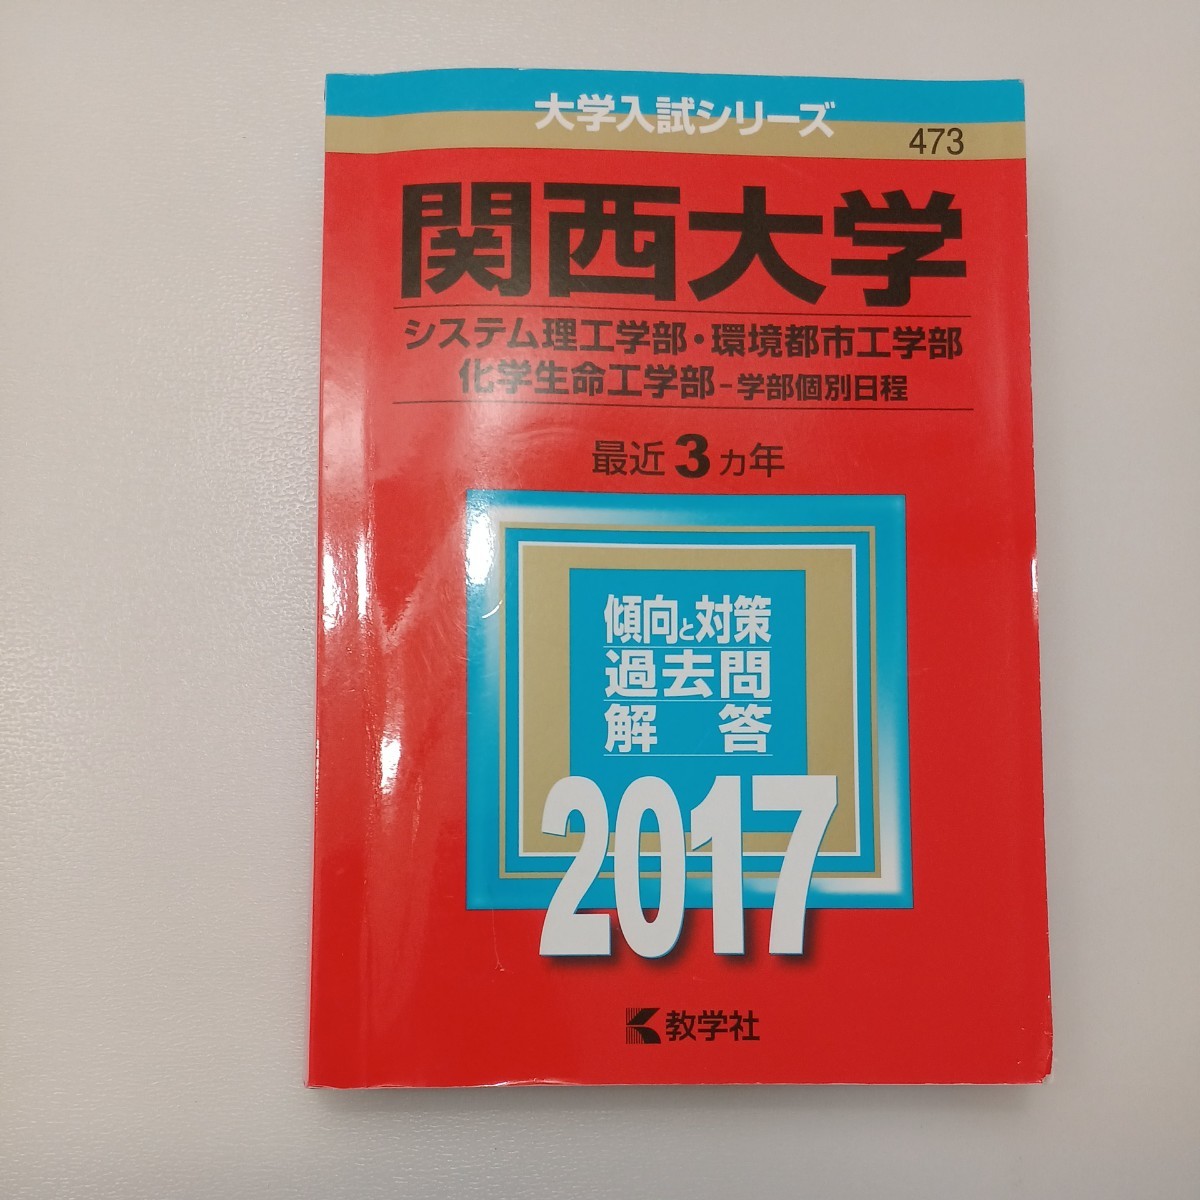 大学入試シリーズ
473
関西大学
システム理工学部・環境都市工学部
化学生命工学部－学部個別日程
最近3ヵ年
傾向と対策
過去問
解答
2017
教学社